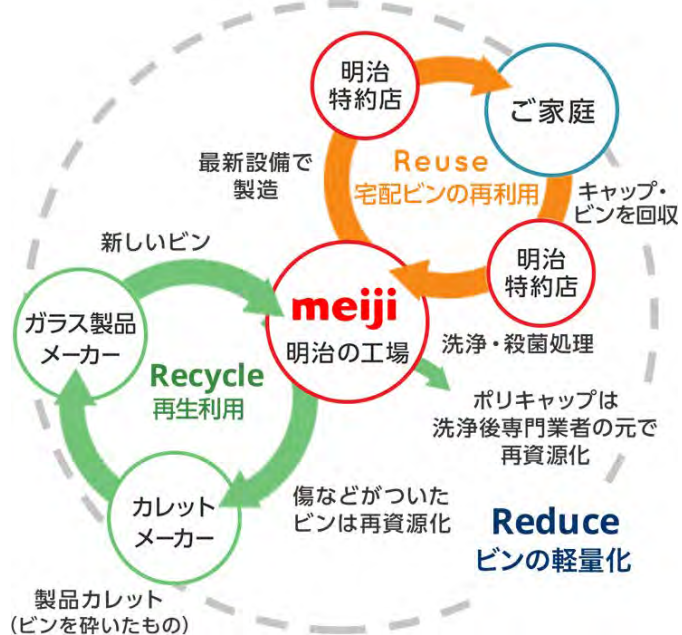 明治
特約店
ご家庭
最新設備で
製造
Reuse
宅配ビンの再利用
キャップ・
ビンを回収
新しいビン
明治
特約店
meiji
明治の工場
ガラス製品
メーカー
洗浄・殺菌処理
Recycle
再生利用
ポリキャップは
洗浄後専門業者の元で
再資源化
カレット
メーカー
傷などがついた
ビンは再資源化
Reduce
ビンの軽量化
製品カレット
(ビンを砕いたもの)